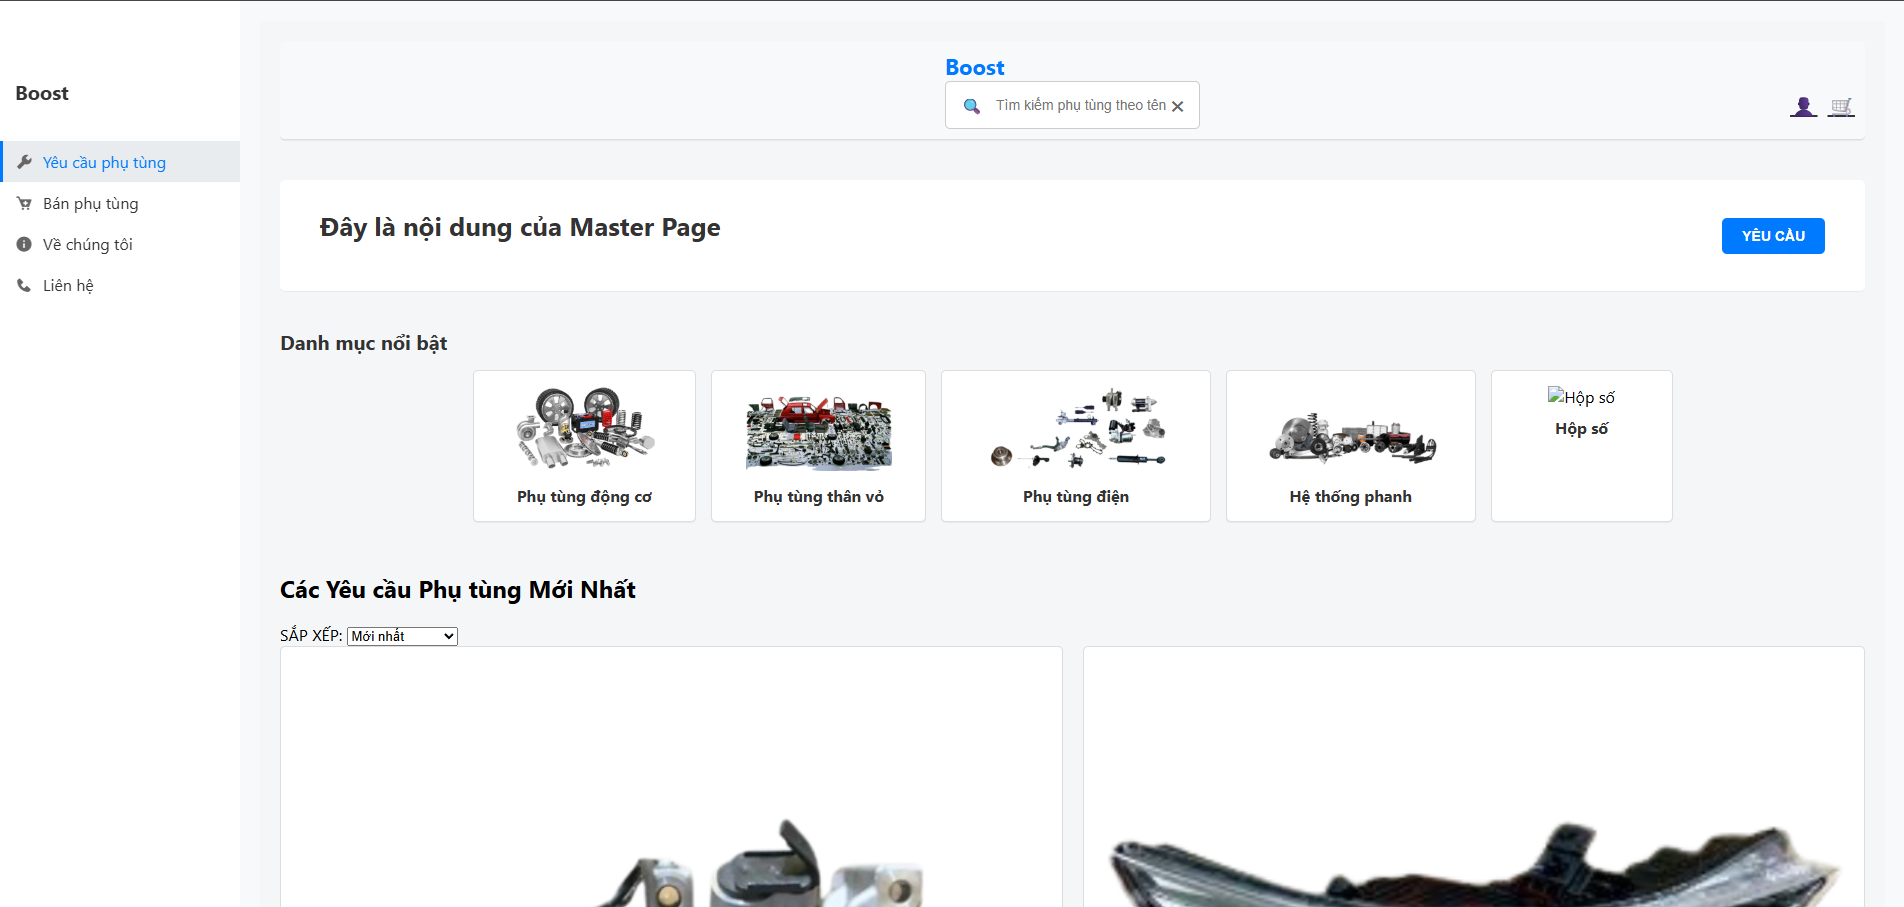 Boost
Yêu cầu phụ tùng
Bán phụ tùng
Về chúng tôi
Liên hệ
Boost
Tìm kiếm phụ tùng theo tên
Đây là nội dung của Master Page
YÊU CẦU
Danh mục nổi bật
Phụ tùng động cơ
Phụ tùng thân vỏ
Phụ tùng điện
Hệ thống phanh
Hộp số
Hộp số
Các Yêu cầu Phụ tùng Mới Nhất
SẮP XẾP: Mới nhất